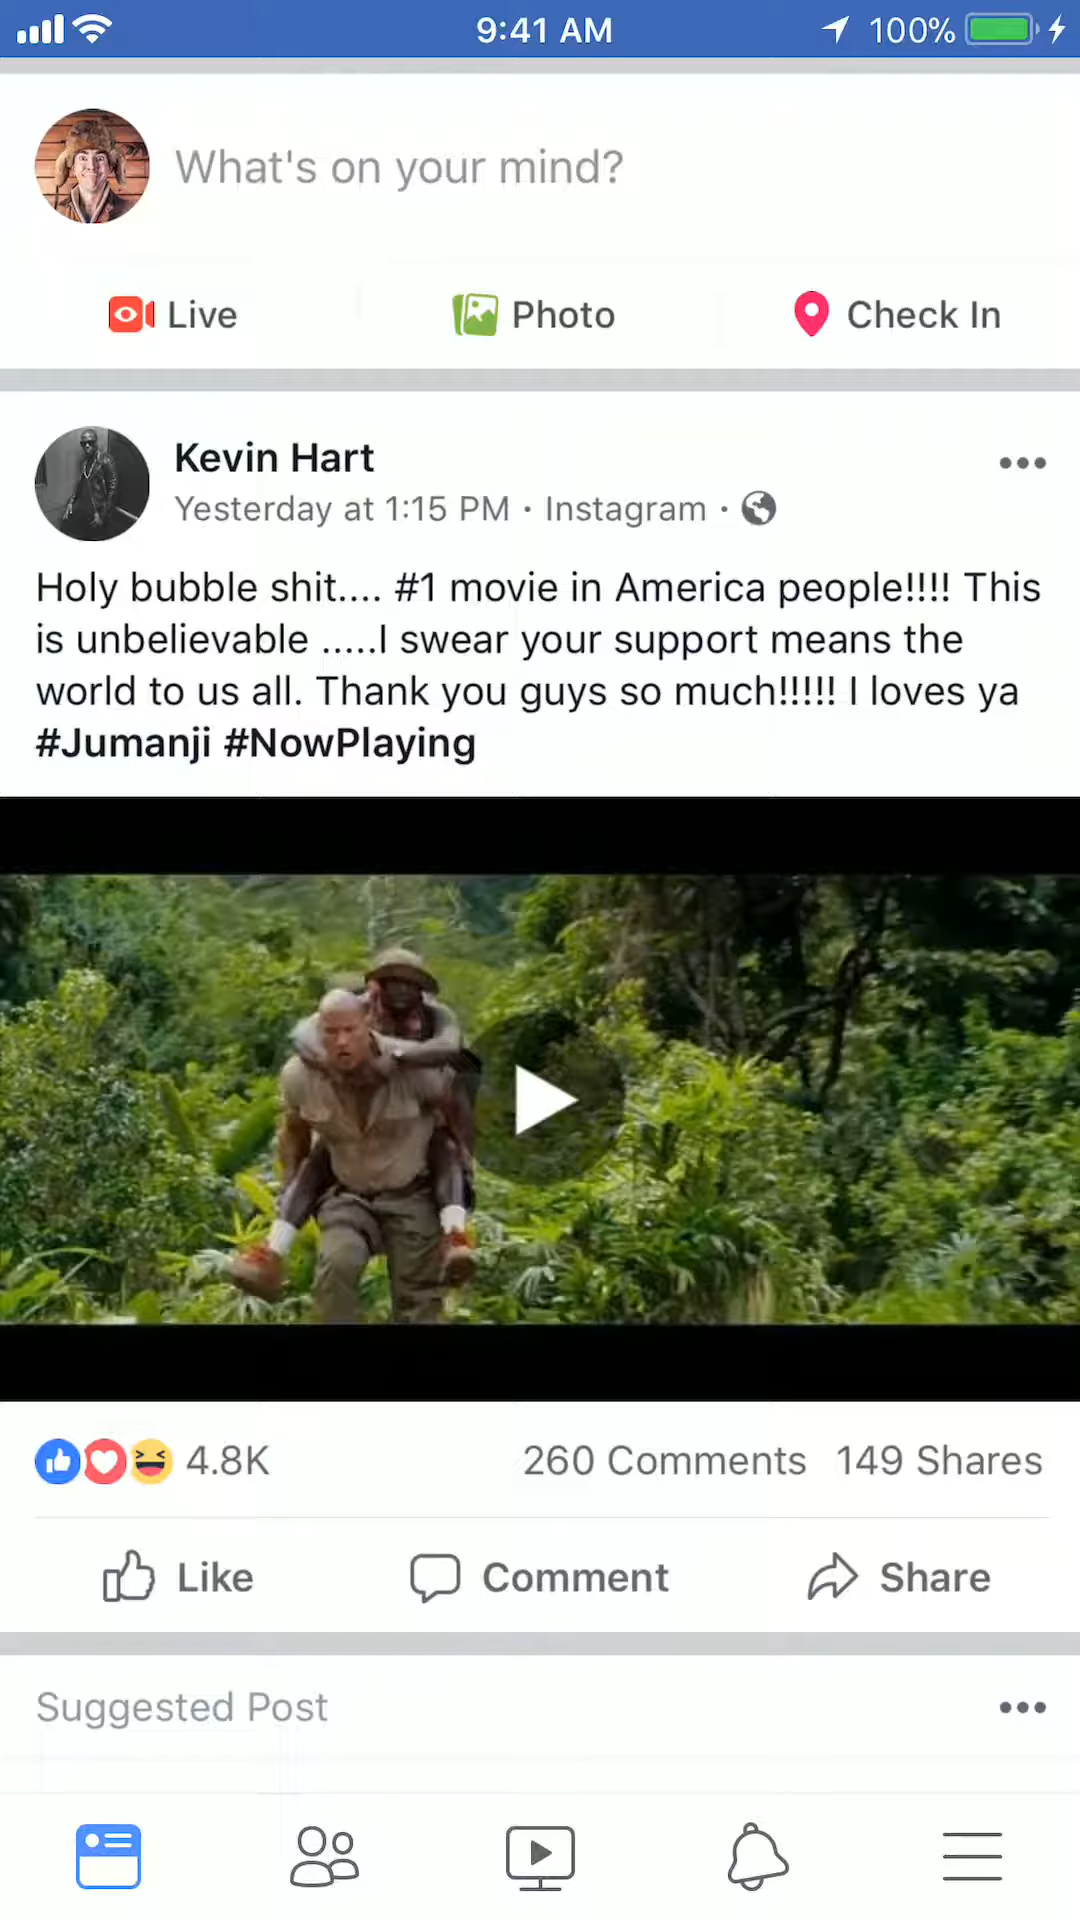 9:41 AM
100%
What's on your mind?
Live
Photo
Check In
Kevin Hart
Yesterday at 1:15 PM · Instagram ·
Holy bubble shit.... #1 movie in America people!!!! This
is unbelievable .....I swear your support means the
world to us all. Thank you guys so much!!!!! I loves ya
#Jumanji #NowPlaying
4.8K
260 Comments
149 Shares
Like
Comment
Share
Suggested Post